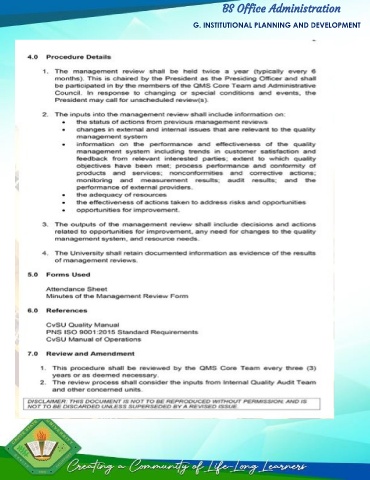 BS Office Administration
G. INSTITUTIONAL PLANNING AND DEVELOPMENT
4.0 Procedure Details
1. The management review shall be held twice a year (typically every 6
months). This is chaired by the President as the Presiding Officer and shall
be participated in by the members of the QMS Core Team and Administrative
Council. In response to changing or special conditions and events, the
President may call for unscheduled review(s).
2. The inputs into the management review shall include information on:
• the status of actions from previous management reviews
• changes in external and internal issues that are relevant to the quality
management system
• information on the performance and effectiveness of the quality
management system including trends in customer satisfaction and
feedback from relevant interested parties; extent to which quality
objectives have been met; process performance and conformity of
products and services; nonconformities and corrective actions;
monitoring and measurement results; audit results; and the
performance of external providers.
• the adequacy of resources
• the effectiveness of actions taken to address risks and opportunities
• opportunities for improvement.
3. The outputs of the management review shall include decisions and actions
related to opportunities for improvement, any need for changes to the quality
management system, and resource needs.
4. The University shall retain documented information as evidence of the results
of management reviews.
5.0 Forms Used
Attendance Sheet
Minutes of the Management Review Form
6.0 References
CvSU Quality Manual
PNS ISO 9001:2015 Standard Requirements
CvSU Manual of Operations
7.0 Review and Amendment
1. This procedure shall be reviewed by the QMS Core Team every three (3)
years or as deemed necessary.
2. The review process shall consider the inputs from Internal Quality Audit Team
and other concerned units.
DISCLAIMER: THIS DOCUMENT IS NOT TO BE REPRODUCED WITHOUT PERMISSION; AND IS
NOT TO BE DISCARDED UNLESS SUPERSEDED BY A REVISED ISSUE
Creating a Community of Life-Long Learners